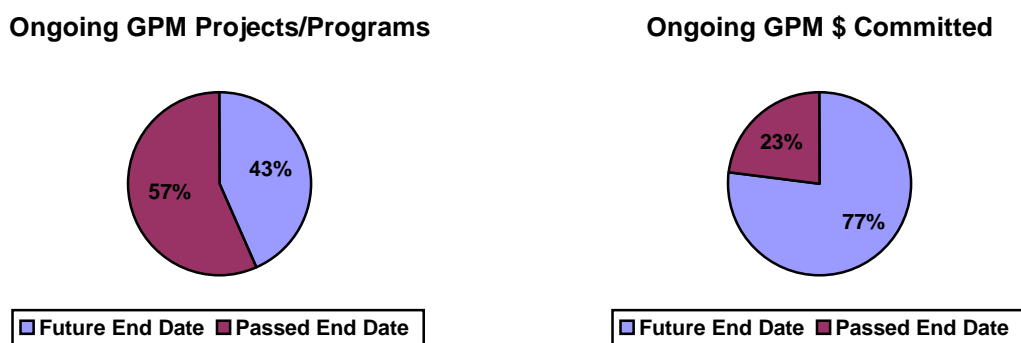 Ongoing GPM Projects/Programs
43%
57%
Future End Date Passed End Date
Ongoing GPM $ Committed
23%
77%
Future End Date Passed End Date